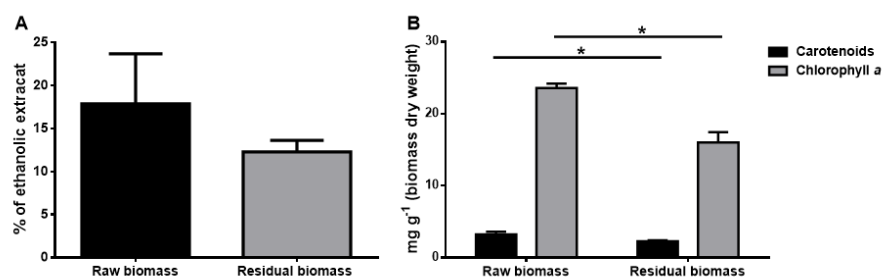 A
% of ethanolic extracat
25
20
15
10
5
0
Raw biomass
Residual biomass
B
mg g⁻¹ (biomass dry weight)
30
20
10
0
*
*
Raw biomass
Residual biomass
Carotenoids
Chlorophyll a